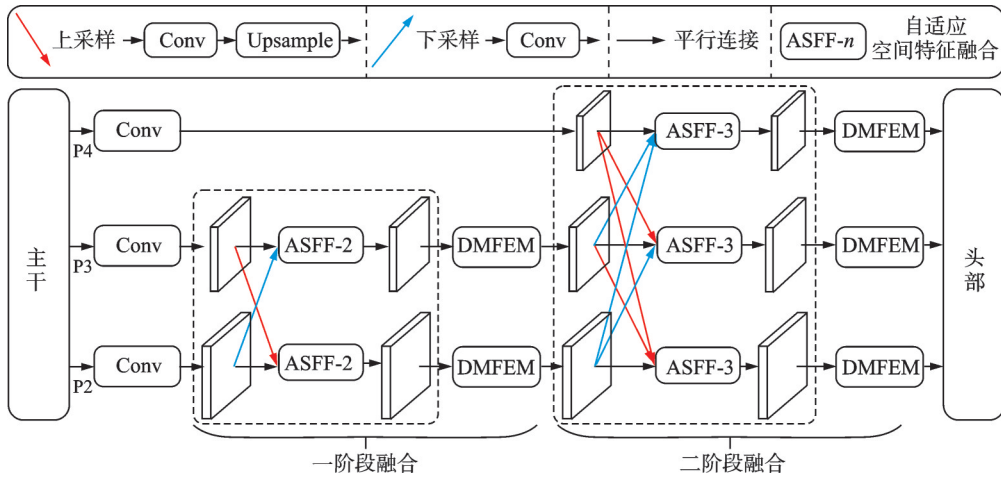 上采样
Conv
Upsample
下采样
Conv
平行连接
ASFF-n
自适应
空间特征融合
主干
P4
Conv
ASFF-3
DMFEM
P3
Conv
ASFF-2
DMFEM
ASFF-3
DMFEM
头部
P2
Conv
ASFF-2
DMFEM
ASFF-3
DMFEM
一阶段融合
二阶段融合